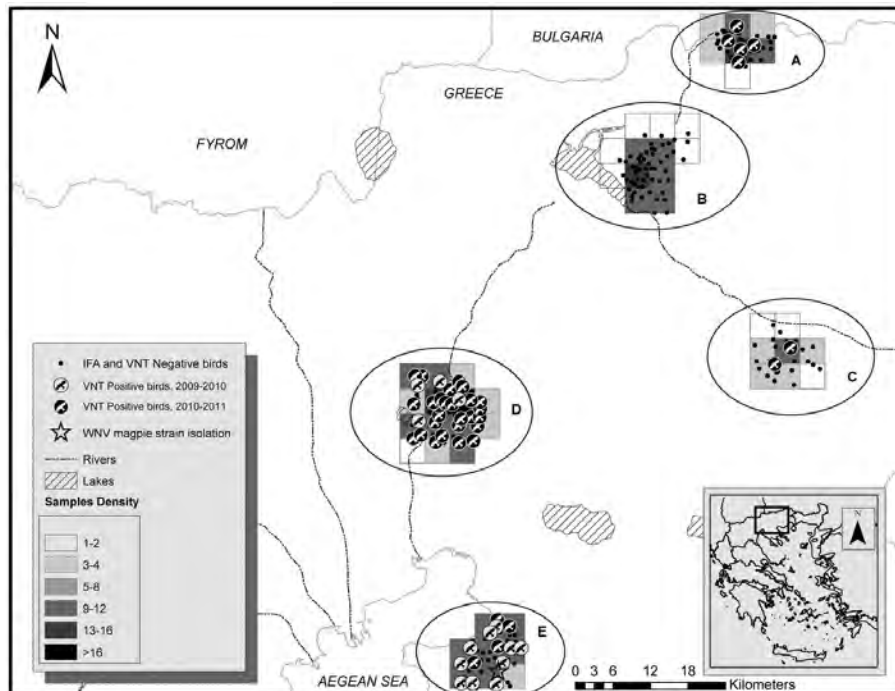 N
BULGARIA
A
GREECE
FYROM
B
C
D
E
AEGEAN SEA
IFA and VNT Negative birds
VNT Positive birds, 2009-2010
VNT Positive birds, 2010-2011
WNV magpie strain isolation
Rivers
Lakes
Samples Density
1-2
3-4
5-8
9-12
13-16
>16
N
0 3 6 12 18
Kilometers